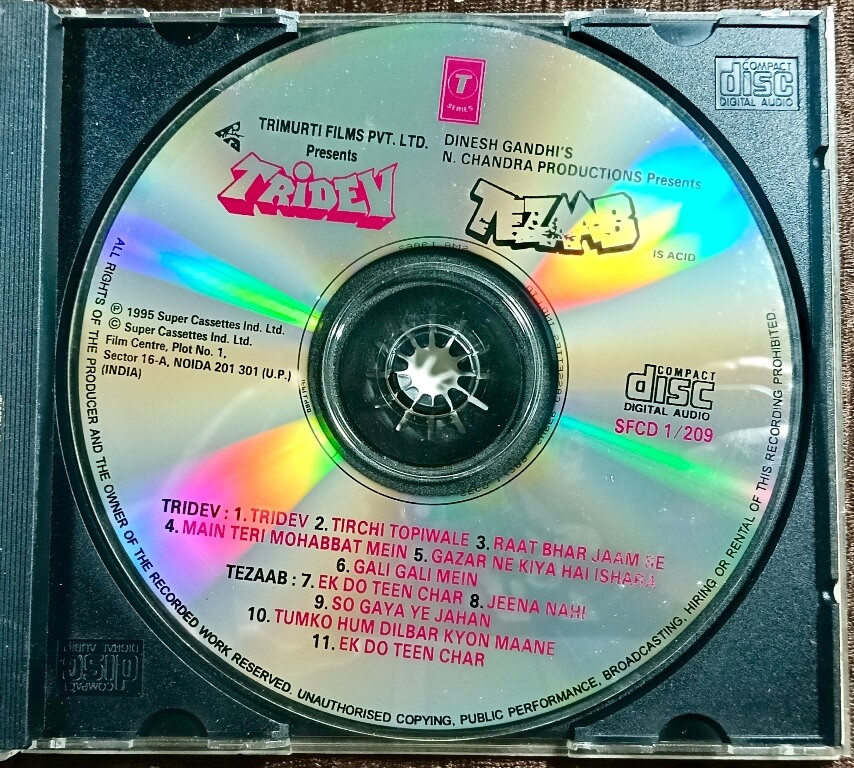 T
SERIES
COMPACT
disc
DIGITAL AUDIO
TRIMURTI FILMS PVT. LTD.
Presents
TRIDEV
DINESH GANDHI'S
N. CHANDRA PRODUCTIONS Presents
TEZAAB
IS ACID
℗ 1995 Super Cassettes Ind. Ltd.
© Super Cassettes Ind. Ltd.
Film Centre, Plot No. 1,
Sector 16-A, NOIDA 201 301 (U.P.)
(INDIA)
COMPACT
disc
DIGITAL AUDIO
SFCD 1/209
TRIDEV : 1. TRIDEV 2. TIRCHI TOPIWALE 3. RAAT BHAR JAAM SE
4. MAIN TERI MOHABBAT MEIN 5. GAZAR NE KIYA HAI ISHARA
6. GALI GALI MEIN
TEZAAB : 7. EK DO TEEN CHAR 8. JEENA NAHI
9. SO GAYA YE JAHAN
10. TUMKO HUM DILBAR KYON MAANE
11. EK DO TEEN CHAR
ALL RIGHTS OF THE PRODUCER AND THE OWNER OF THE RECORDED WORK RESERVED. UNAUTHORISED COPYING, PUBLIC PERFORMANCE, BROADCASTING, HIRING OR RENTAL OF THIS RECORDING PROHIBITED.
COMPACT
disc
DIGITAL AUDIO